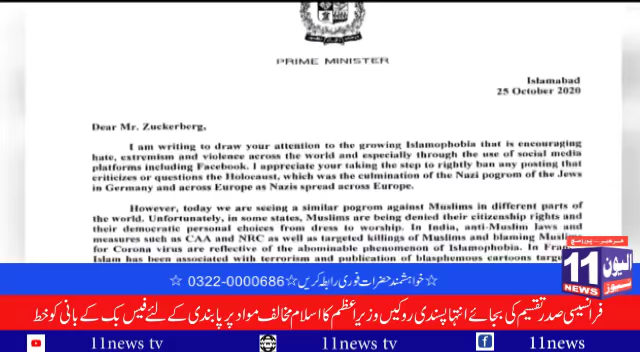 PRIME MINISTER
Islamabad
25 October 2020
Dear Mr. Zuckerberg,
I am writing to draw your attention to the growing Islamophobia that is encouraging
hate, extremism and violence across the world and especially through the use of social media
platforms including Facebook. I appreciate your taking the step to rightly ban any posting that
criticizes or questions the Holocaust, which was the culmination of the Nazi pogrom of the Jews
in Germany and across Europe as Nazis spread across Europe.
However, today we are seeing a similar pogrom against Muslims in different parts of
the world. Unfortunately, in some states, Muslims are being denied their citizenship rights and
their democratic personal choices from dress to worship. In India, anti-Muslim laws and
measures such as CAA and NRC as well as targeted killings of Muslims and blaming Muslims
for Corona virus are reflective of the abominable phenomenon of Islamophobia. In
Islam has been associated with terrorism and publication of blasphemous cartoons
الیون
11
NEWS
نیوز
خواہشمند حضرات فوری رابطہ کریں 0322-0000686
فرانسیسی صدر تقسیم کی بجائے انتہا پسندی روکیں وزیر اعظم کا اسلام مخالف مواد پر پابندی کے لئے فیس بک کے بانی کو خط
11news tv 11news tv 11news tv